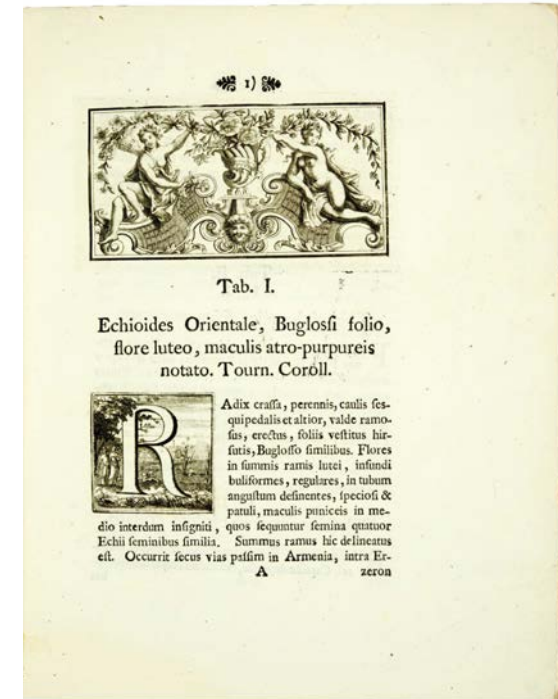 1)
Tab. I.
Echioides Orientale, Bugloſſi folio,
flore luteo, maculis atro-purpureis
notato. Tourn. Coroll.
RAdix craſſa, perennis, caulis ſeſ-
quipedalis et altior, valde ramo-
ſus, erectus, foliis veſtitus hir-
ſutis, Bugloſſo ſimilibus. Flores
in ſummis ramis lutei, infundi
buliformes, regulares, in tubum
anguſtum deſinentes, ſpecioſi &
patuli, maculis puniceis in me-
dio interdum inſigniti, quos ſequuntur ſemina quatuor
Echii ſeminibus ſimilia. Summus ramus hic delineatus
eſt. Occurrit ſecus vias paſſim in Armenia, intra Er-
A zeron